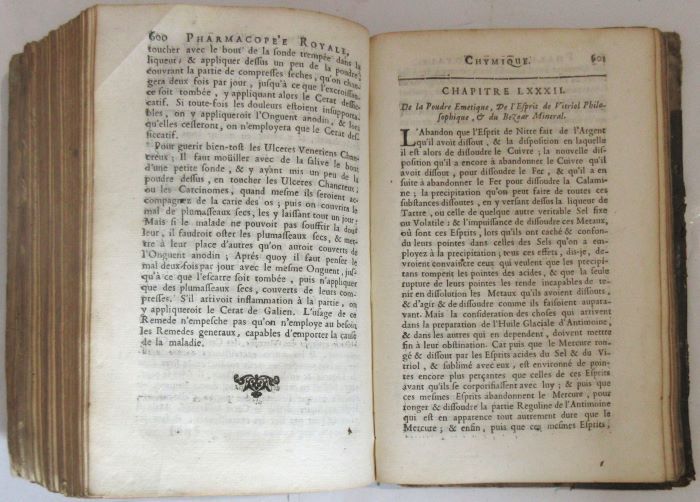 600 PHARMACOPE'E ROYALE,
toucher avec le bout de la sonde trempée dans la
liqueur; & appliquer dessus un peu de la poudre,
couvrant la partie de compresses seches, qu'on chan-
gera deux fois par jour, jusqu'à ce que l'excroissan-
ce soit tombée, y appliquant alors le Cerat dessic-
catif. Si toute-fois les douleurs estoient insupporta-
bles, on y appliqueroit l'Onguent anodin, & lors
qu'elles cesseront, on n'employera que le Cerat des-
siccatif.
Pour guerir bien-tost les Ulceres Veneriens Chan-
creux; Il faut moüiller avec de la salive le bout
d'une petite sonde, & y ayant mis un peu de la
poudre dessus, en toucher les Ulceres Chancreux,
ou les Carcinomes, quand mesme ils seroient ac-
compagnez de la carie des os; puis on couvrira le
mal de plumasseaux secs, les y laissant tout un jour;
Mais si le malade ne pouvoit pas souffrir la dou-
leur, il faudroit oster les plumasseaux secs, & met-
tre à leur place d'autres qu'on auroit couverts de
l'Onguent anodin; Aprés quoy il faut penser le
mal deux fois par jour avec le mesme Onguent, jus-
qu'à ce que l'escarre soit tombée, puis n'appliquer
que des plumasseaux secs, couverts de leurs com-
presses. S'il arrivoit inflammation à la partie, on
y appliqueroit le Cerat de Galien. L'usage de ce
Remede n'empesche pas qu'on n'employe au besoin
les Remedes generaux, capables d'emporter la cause
de la maladie.
CHYMIQUE. 601
CHAPITRE LXXXII.
De la Poudre Emetique, De l'Esprit de Vitriol Philo-
sophique, & du Bezoar Mineral.
L'Abandon que l'Esprit de Nitre fait de l'Argent
qu'il avoit dissout, & la disposition en laquelle
il est alors de dissoudre le Cuivre; la nouvelle dis-
position qu'il a encore à abandonner le Cuivre qu'il
avoit dissout, pour dissoudre le Fer, & qu'il a en-
suite à abandonner le Fer pour dissoudre la Calami-
ne; la precipitation qu'on peut faire de toutes ces
substances dissoutes, en y versant dessus la liqueur de
Tartre, ou celle de quelque autre veritable Sel fixe
ou Volatile; & l'impuissance de dissoudre ces Metaux,
où sont ces Esprits, lors qu'ils ont caché & confon-
du leurs pointes dans celles des Sels qu'on a em-
ployez à la precipitation; tous ces effets, dis-je, de-
vroient convaincre ceux qui veulent que les precipi-
tans rompent les pointes des acides, & que la seule
rupture de leurs pointes les rende incapables de te-
nir en dissolution les Metaux qu'ils avoient dissouts,
& d'agir & de dissoudre comme ils faisoient aupara-
vant. Mais la consideration des choses qui arrivent
dans la preparation de l'Huile Glaciale d'Antimoine,
& dans les autres qui en dependent, doivent mettre
fin à leur obstination. Car puis que le Mercure ron-
gé & dissout par les Esprits acides du Sel & du Vi-
triol, & sublimé avec eux, est environné de poin-
tes encore plus perçantes que celles de ces Esprits
avant qu'ils se corporifiassent avec luy; & puis que
ces mesmes Esprits abandonnent le Mercure, pour
ronger & dissoudre la partie Reguline de l'Antimoine
qui est en apparence tout autrement dure que le
Mercure; & enfin, puis que ces mesmes Esprits,